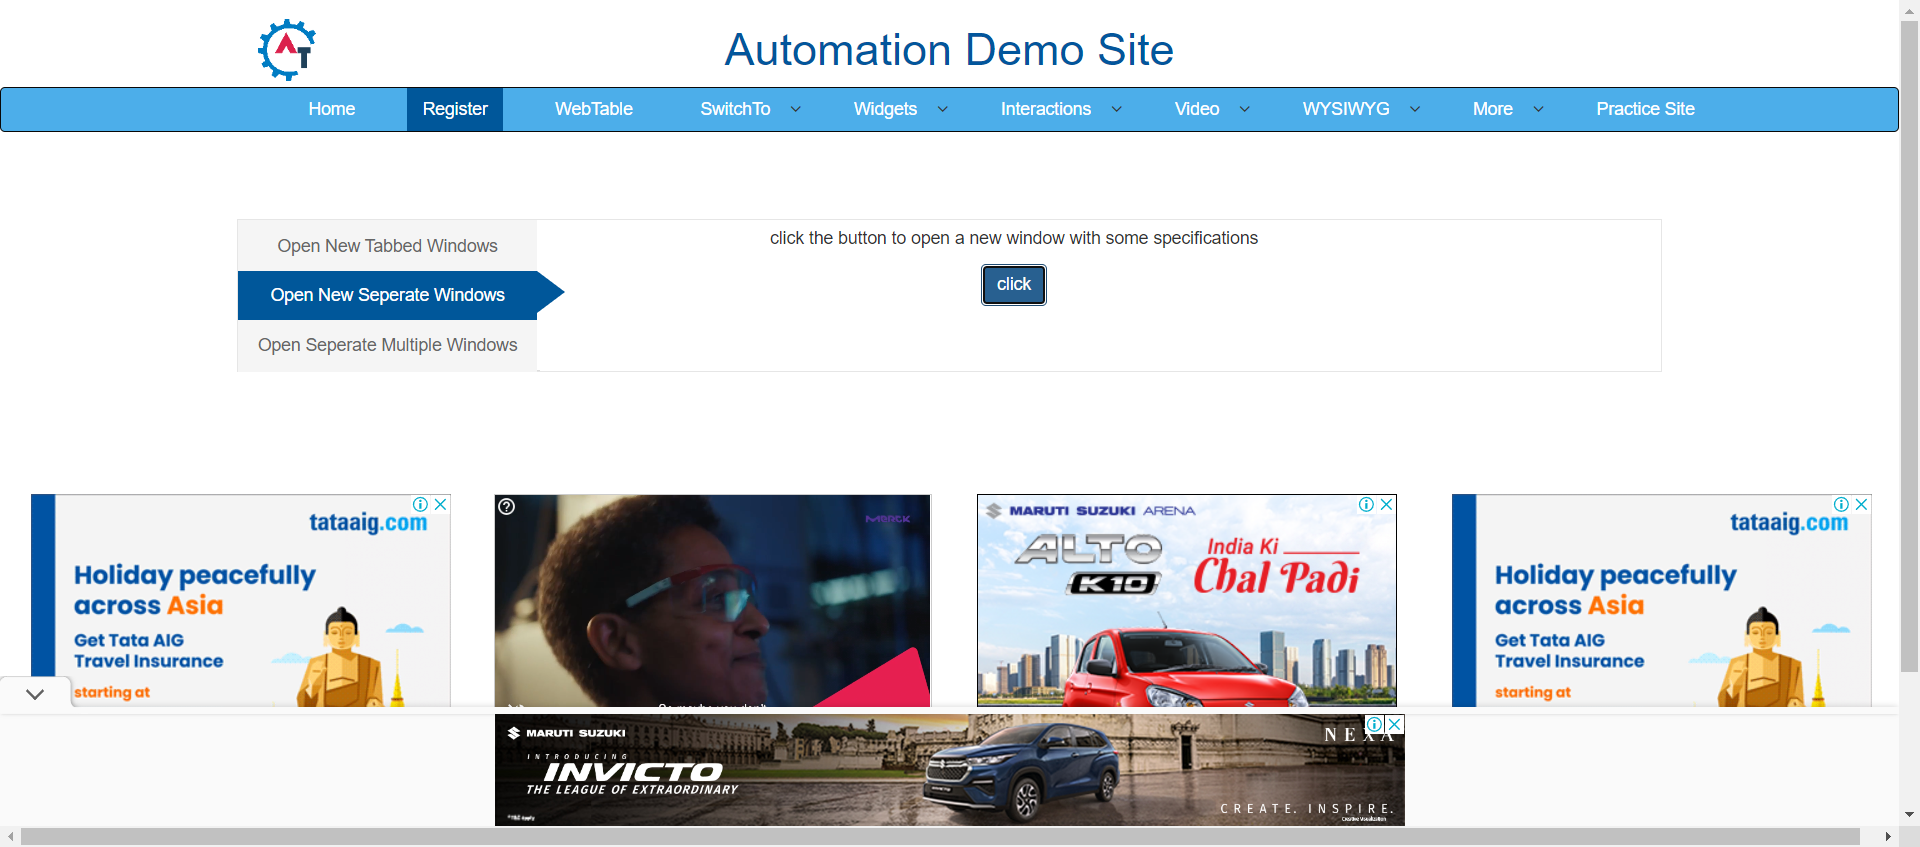 AT
Automation Demo Site
Home Register WebTable SwitchTo Widgets Interactions Video WYSIWYG More Practice Site
Open New Tabbed Windows
Open New Seperate Windows
Open Seperate Multiple Windows
click the button to open a new window with some specifications
click
tataaig.com
Holiday peacefully
across Asia
Get Tata AIG
Travel Insurance
starting at
MERCK
MARUTI SUZUKI ARENA
ALTO
K10
India Ki
Chal Padi
tataaig.com
Holiday peacefully
across Asia
Get Tata AIG
Travel Insurance
starting at
MARUTI SUZUKI
INTRODUCING
INVICTO
THE LEAGUE OF EXTRAORDINARY
NEXA
CREATE. INSPIRE.
Creative Visualization.